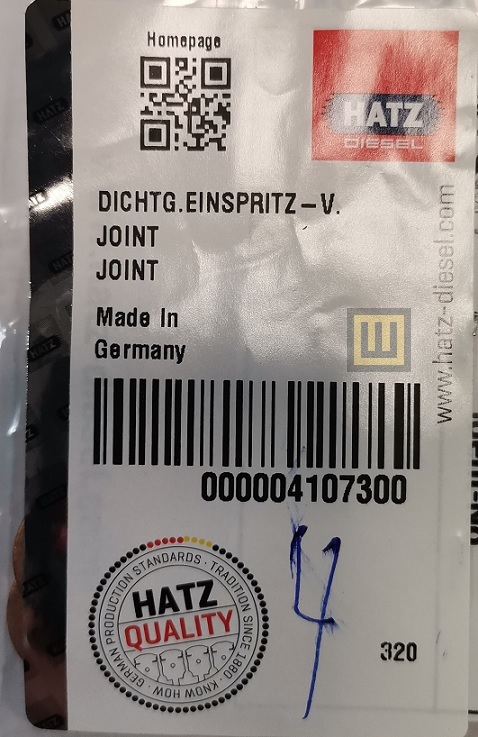 Homepage
HATZ
DIESEL
DICHTG.EINSPRITZ-V.
JOINT
JOINT
Made in
Germany
www.hatz-diesel.com
000004107300
GERMAN PRODUCTION STANDARDS · TRADITION SINCE 1880 · KNOW HOW ·
HATZ
QUALITY
4
320